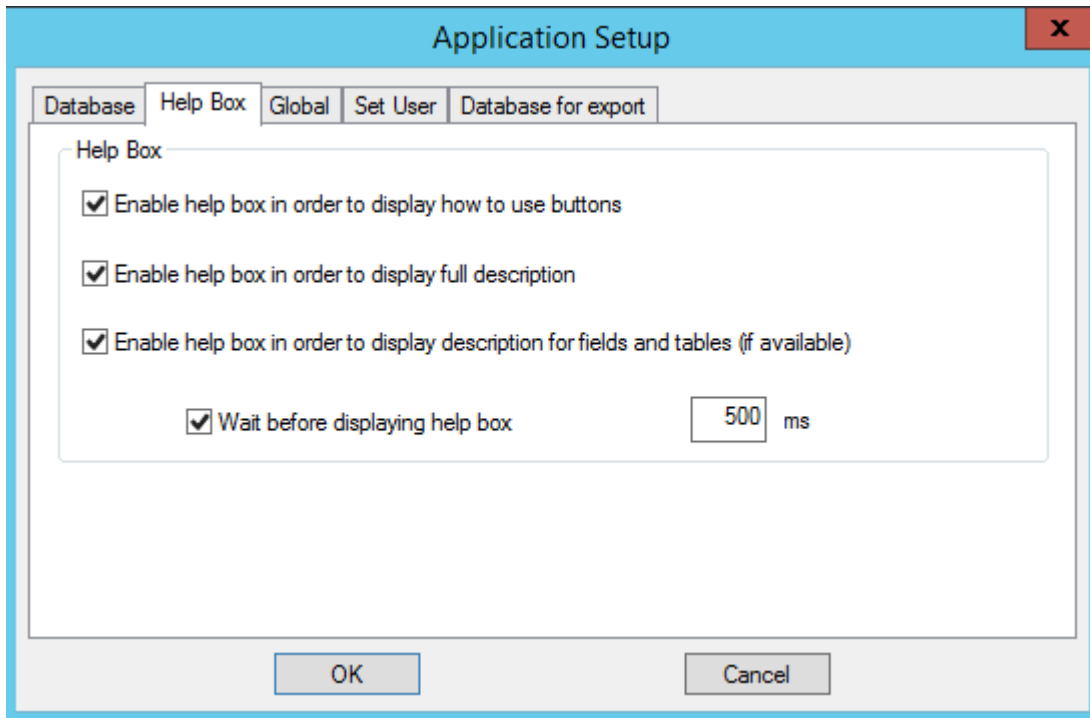 Application Setup
x
Database Help Box Global Set User Database for export
Help Box
Enable help box in order to display how to use buttons
Enable help box in order to display full description
Enable help box in order to display description for fields and tables (if available)
Wait before displaying help box 500 ms
OK Cancel